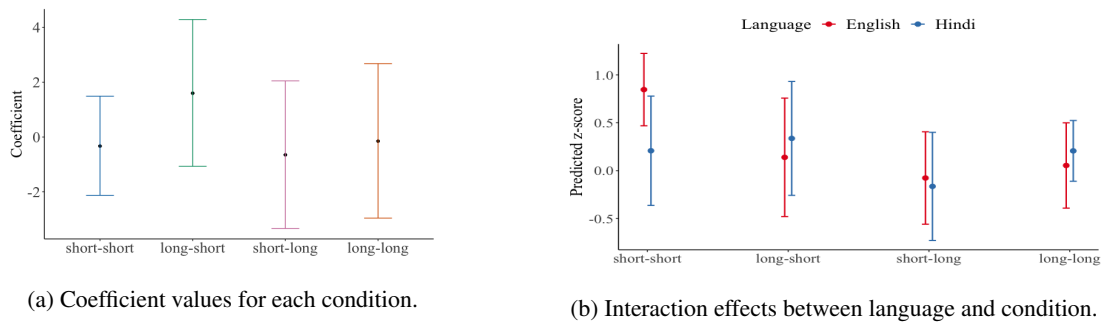 Coefficient
4
2
0
-2
short-short long-short short-long long-long
(a) Coefficient values for each condition.
Language English Hindi
Predicted z-score
1.0
0.5
0.0
-0.5
short-short long-short short-long long-long
(b) Interaction effects between language and condition.